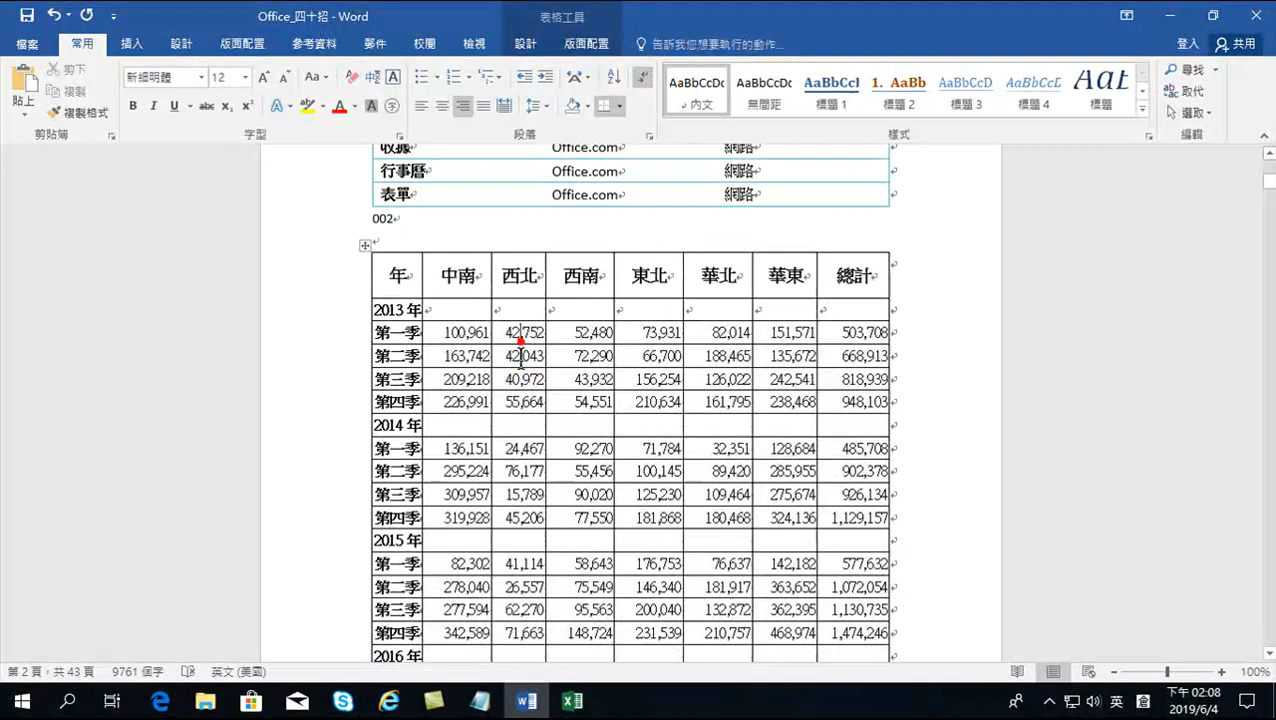 Office_四十招 - Word
表格工具
檔案 常用 插入 設計 版面配置 參考資料 郵件 校閱 檢視 設計 版面配置 告訴我您想要執行的動作... 登入 共用
貼上 剪下 複製 複製格式
新細明體 12
AaBbCcDc AaBbCcDc AaBbCcI 1. AaBb AaBbCcD AaBbCcD AaB
內文 無間距 標題 1 標題 2 標題 3 標題 4 標題
尋找 取代 選取
剪貼簿 字型 段落 樣式 編輯
收據 Office.com 網路
行事曆 Office.com 網路
表單 Office.com 網路
002
年 中南 西北 西南 東北 華北 華東 總計
2013 年
第一季 100,961 42,752 52,480 73,931 82,014 151,571 503,708
第二季 163,742 42,043 72,290 66,700 188,465 135,672 668,913
第三季 209,218 40,972 43,932 156,254 126,022 242,541 818,939
第四季 226,991 55,664 54,551 210,634 161,795 238,468 948,103
2014 年
第一季 136,151 24,467 92,270 71,784 32,351 128,684 485,708
第二季 295,224 76,177 55,456 100,145 89,420 285,955 902,378
第三季 309,957 15,789 90,020 125,230 109,464 275,674 926,134
第四季 319,928 45,206 77,550 181,868 180,468 324,136 1,129,157
2015 年
第一季 82,302 41,114 58,643 176,753 76,637 142,182 577,632
第二季 278,040 26,557 75,549 146,340 181,917 363,652 1,072,054
第三季 277,594 62,270 95,563 200,040 132,872 362,395 1,130,735
第四季 342,589 71,663 148,724 231,539 210,757 468,974 1,474,246
2016 年
第 2 頁，共 43 頁 9761 個字 英文 (美國) 100%
英 下午 02:08
2019/6/4